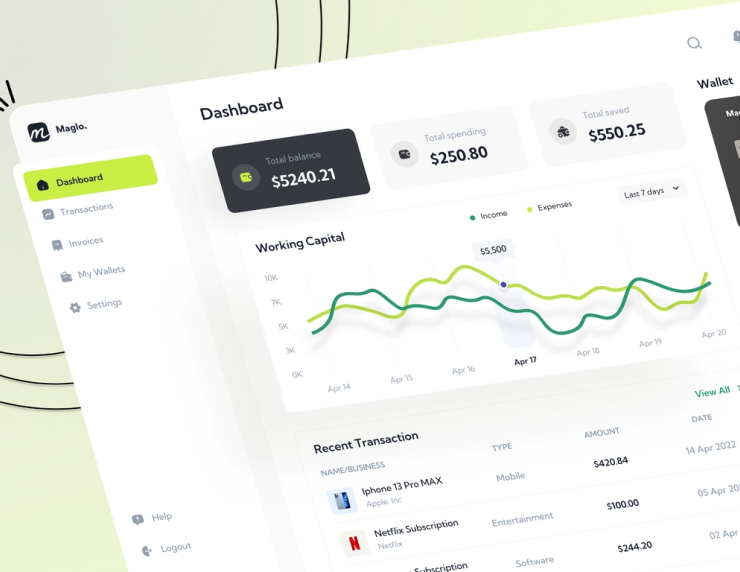 Maglo.
Dashboard
Transactions
Invoices
My Wallets
Settings
Help
Logout
Dashboard
Total balance
$5240.21
Total spending
$250.80
Total saved
$550.25
Wallet
Working Capital
Income
Expenses
Last 7 days
$5,500
10K
7K
5K
3K
0K
Apr 14
Apr 15
Apr 16
Apr 17
Apr 18
Apr 19
Apr 20
Recent Transaction
View All
NAME/BUSINESS TYPE AMOUNT DATE
Iphone 13 Pro MAX Mobile $420.84 14 Apr 2022
Apple. Inc
Netflix Subscription Entertainment $100.00 05 Apr
Netflix
Subscription Software $244.20 02 Apr